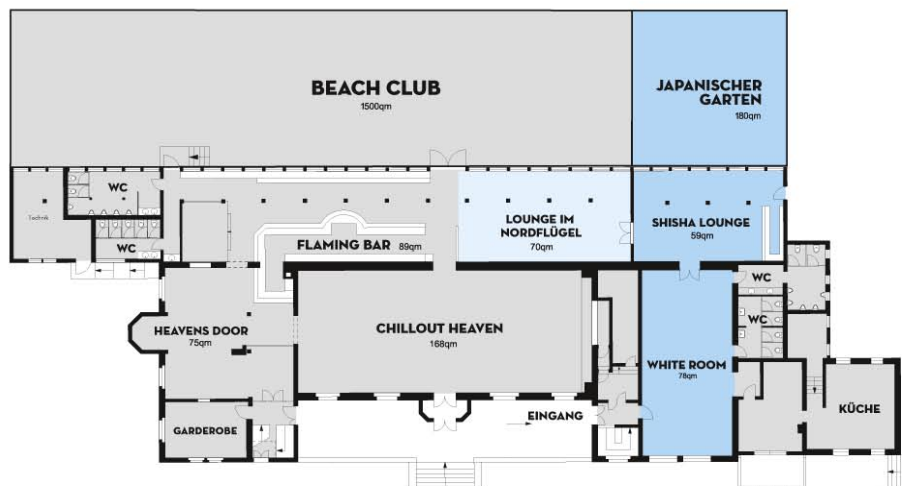 BEACH CLUB
1500qm
JAPANISCHER
GARTEN
180qm
WC
Technik
WC
FLAMING BAR 89qm
LOUNGE IM
NORDFLÜGEL
70qm
SHISHA LOUNGE
59qm
HEAVENS DOOR
75qm
CHILLOUT HEAVEN
168qm
WC
WC
WHITE ROOM
78qm
GARDEROBE
EINGANG
KÜCHE